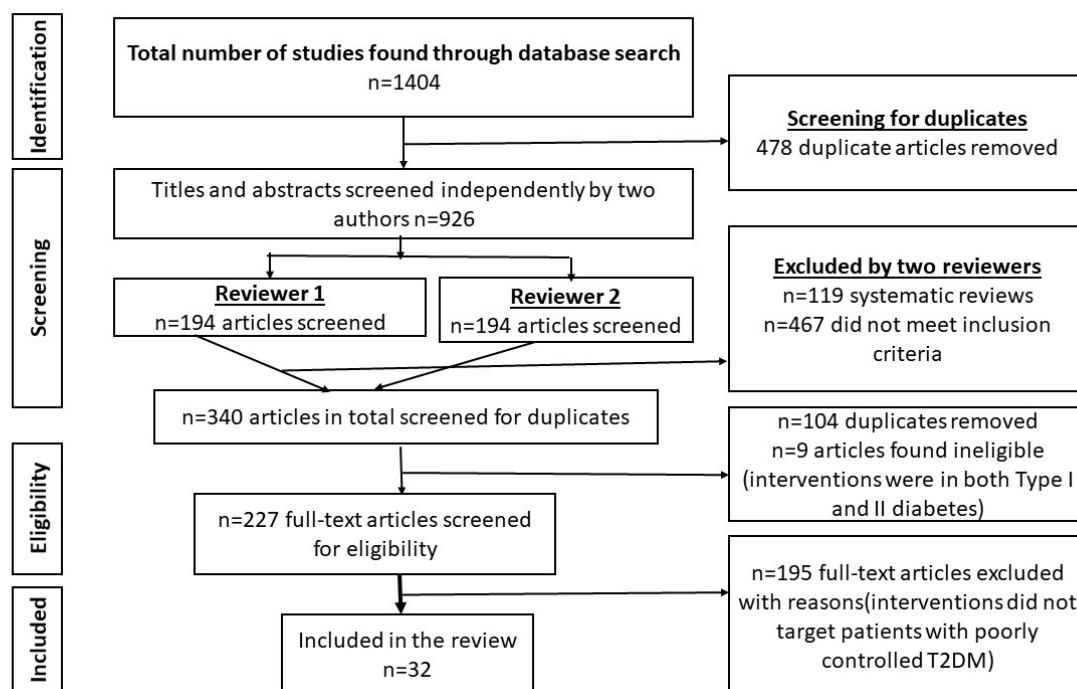 Identification
Total number of studies found through database search
n=1404
Screening for duplicates
478 duplicate articles removed
Screening
Titles and abstracts screened independently by two
authors n=926
Reviewer 1
n=194 articles screened
Reviewer 2
n=194 articles screened
Excluded by two reviewers
n=119 systematic reviews
n=467 did not meet inclusion
criteria
n=340 articles in total screened for duplicates
Eligibility
n=104 duplicates removed
n=9 articles found ineligible
(interventions were in both Type I
and II diabetes)
n=227 full-text articles screened
for eligibility
Included
n=195 full-text articles excluded
with reasons(interventions did not
target patients with poorly
controlled T2DM)
Included in the review
n=32